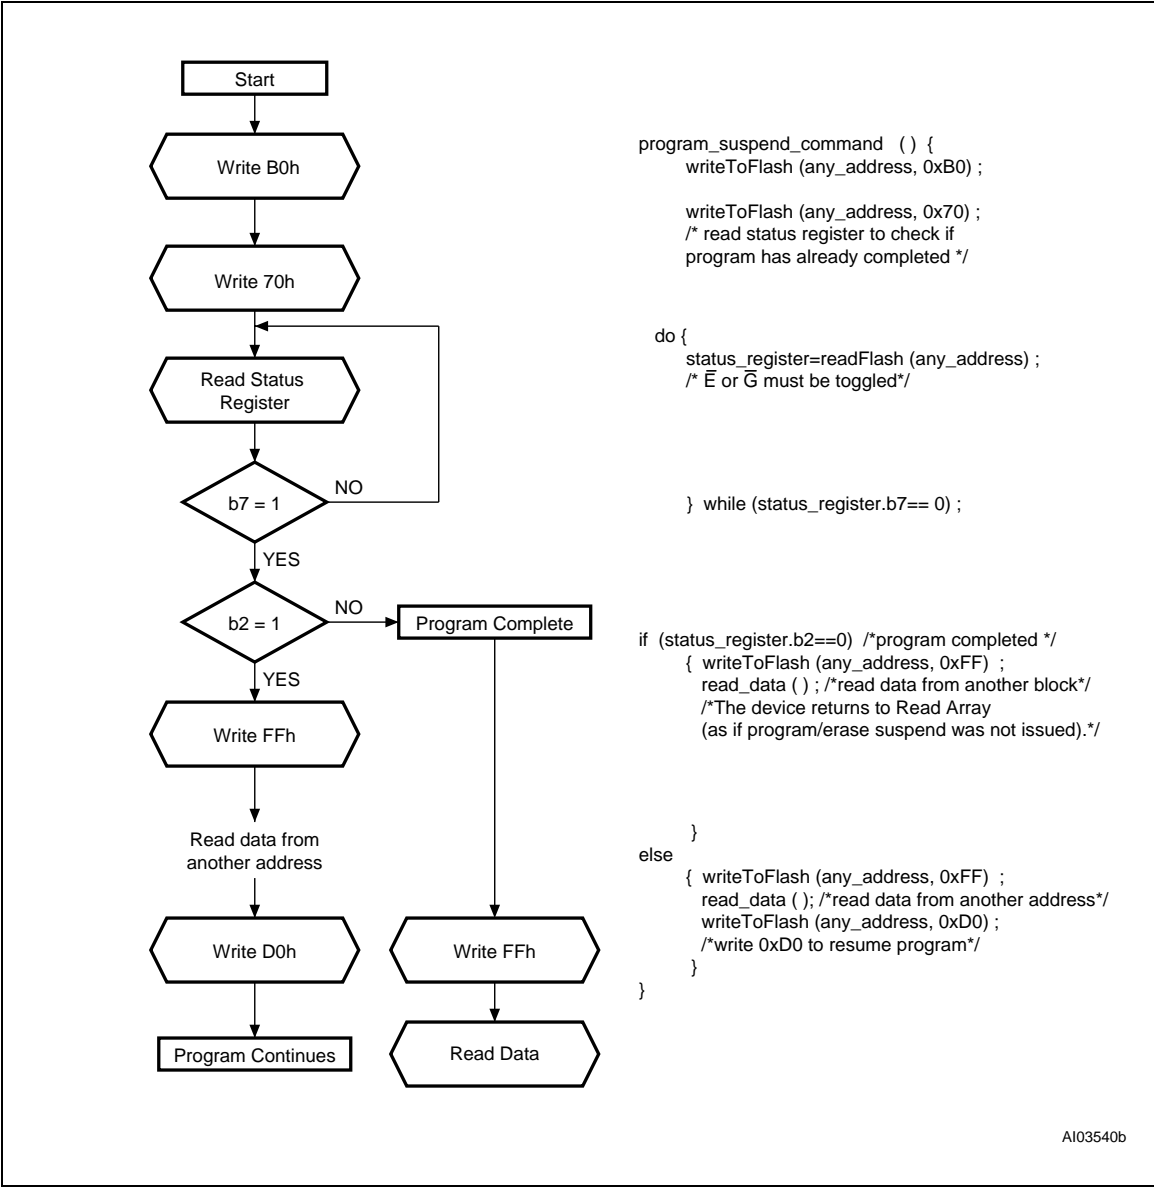 Start
Write B0h
Write 70h
Read Status
Register
b7 = 1
NO
YES
b2 = 1
NO
Program Complete
YES
Write FFh
Read data from
another address
Write D0h
Write FFh
Program Continues
Read Data
program_suspend_command ( ) {
writeToFlash (any_address, 0xB0) ;
writeToFlash (any_address, 0x70) ;
/* read status register to check if
program has already completed */
do {
status_register=readFlash (any_address) ;
/* E̅ or G̅ must be toggled*/
} while (status_register.b7== 0) ;
if (status_register.b2==0) /*program completed */
{ writeToFlash (any_address, 0xFF) ;
read_data ( ) ; /*read data from another block*/
/*The device returns to Read Array
(as if program/erase suspend was not issued).*/
}
else
{ writeToFlash (any_address, 0xFF) ;
read_data ( ); /*read data from another address*/
writeToFlash (any_address, 0xD0) ;
/*write 0xD0 to resume program*/
}
}
AI03540b